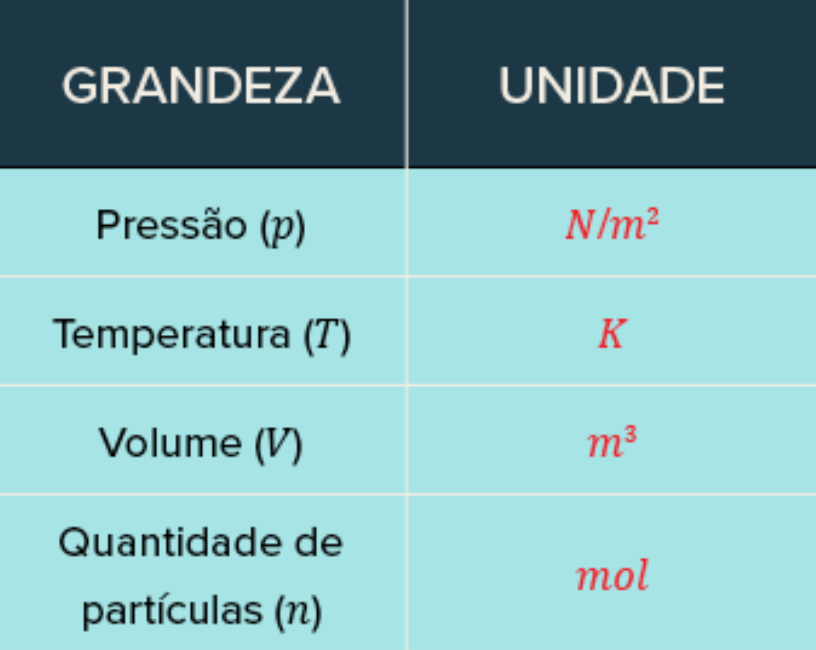 GRANDEZA UNIDADE
Pressão (p) N/m²
Temperatura (T) K
Volume (V) m³
Quantidade de
partículas (n) mol